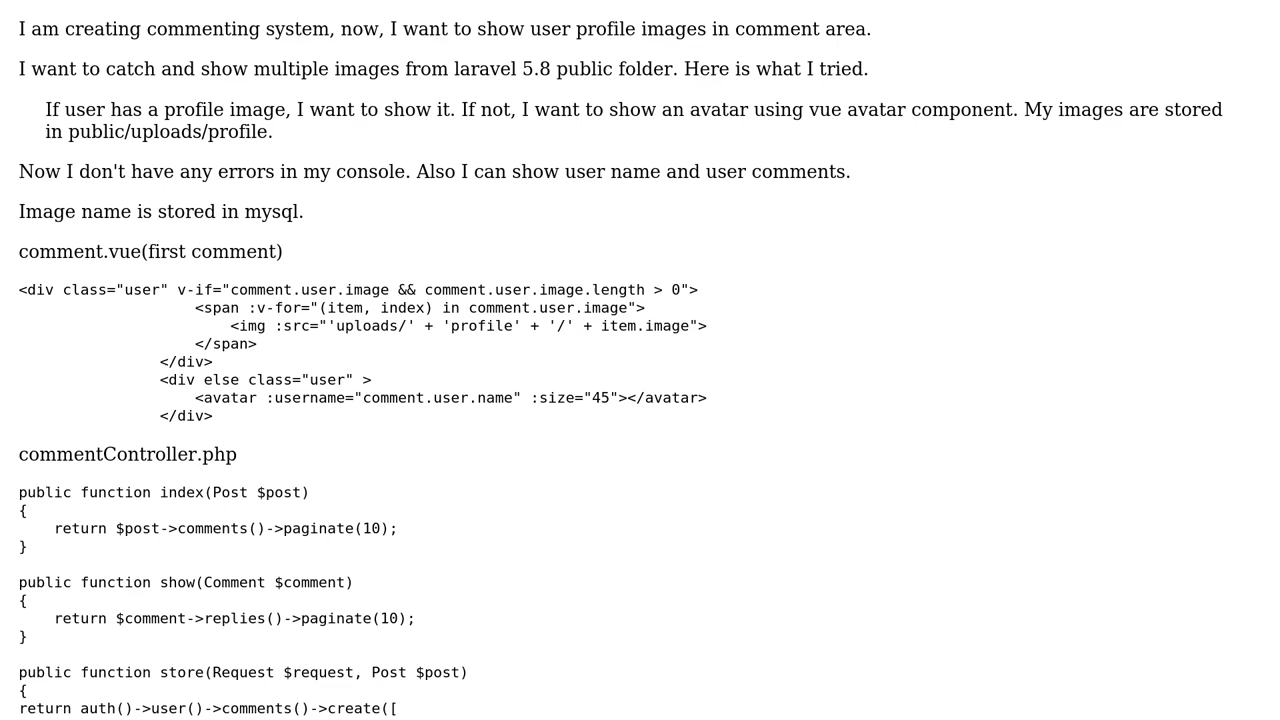 I am creating commenting system, now, I want to show user profile images in comment area.
I want to catch and show multiple images from laravel 5.8 public folder. Here is what I tried.
If user has a profile image, I want to show it. If not, I want to show an avatar using vue avatar component. My images are stored
in public/uploads/profile.
Now I don't have any errors in my console. Also I can show user name and user comments.
Image name is stored in mysql.
comment.vue(first comment)
<div class="user" v-if="comment.user.image && comment.user.image.length > 0">
                    <span :v-for="(item, index) in comment.user.image">
                        <img :src="'uploads/' + 'profile' + '/' + item.image">
                    </span>
                </div>
                <div else class="user" >
                    <avatar :username="comment.user.name" :size="45"></avatar>
                </div>
commentController.php
public function index(Post $post)
{
    return $post->comments()->paginate(10);
}
public function show(Comment $comment)
{
    return $comment->replies()->paginate(10);
}
public function store(Request $request, Post $post)
{
return auth()->user()->comments()->create([